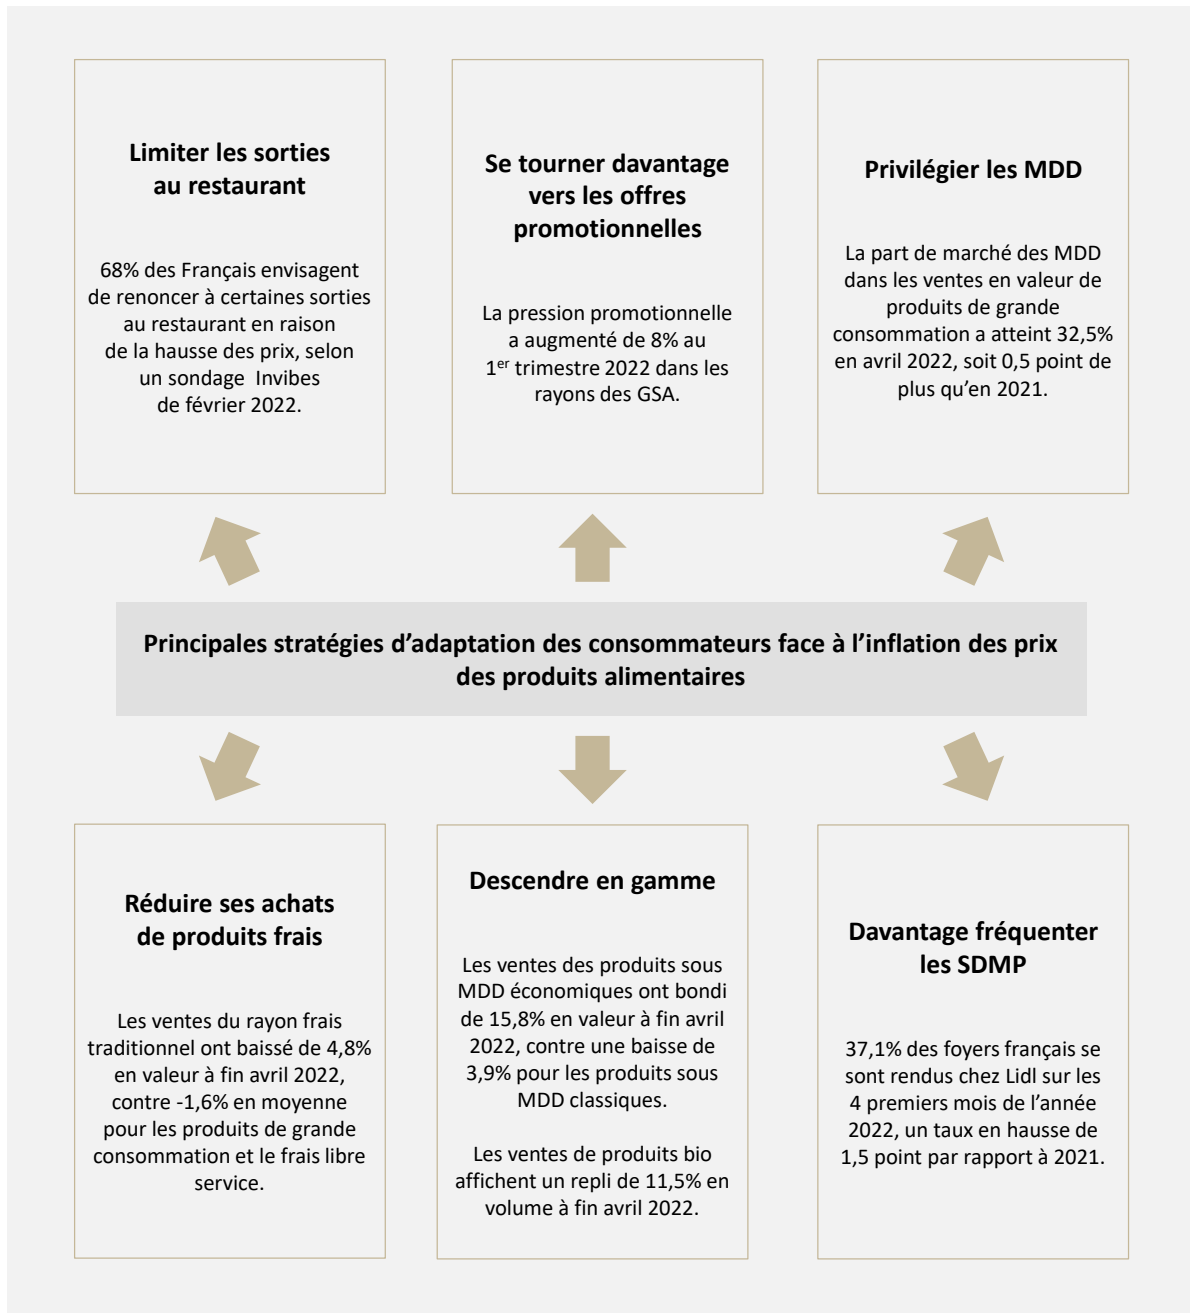 Limiter les sorties
au restaurant
68% des Français envisagent
de renoncer à certaines sorties
au restaurant en raison
de la hausse des prix, selon
un sondage Invibes
de février 2022.
Se tourner davantage
vers les offres
promotionnelles
La pression promotionnelle
a augmenté de 8% au
1er trimestre 2022 dans les
rayons des GSA.
Privilégier les MDD
La part de marché des MDD
dans les ventes en valeur de
produits de grande
consommation a atteint 32,5%
en avril 2022, soit 0,5 point de
plus qu’en 2021.
Principales stratégies d’adaptation des consommateurs face à l’inflation des prix
des produits alimentaires
Réduire ses achats
de produits frais
Les ventes du rayon frais
traditionnel ont baissé de 4,8%
en valeur à fin avril 2022,
contre -1,6% en moyenne
pour les produits de grande
consommation et le frais libre
service.
Descendre en gamme
Les ventes des produits sous
MDD économiques ont bondi
de 15,8% en valeur à fin avril
2022, contre une baisse de
3,9% pour les produits sous
MDD classiques.
Les ventes de produits bio
affichent un repli de 11,5% en
volume à fin avril 2022.
Davantage fréquenter
les SDMP
37,1% des foyers français se
sont rendus chez Lidl sur les
4 premiers mois de l’année
2022, un taux en hausse de
1,5 point par rapport à 2021.